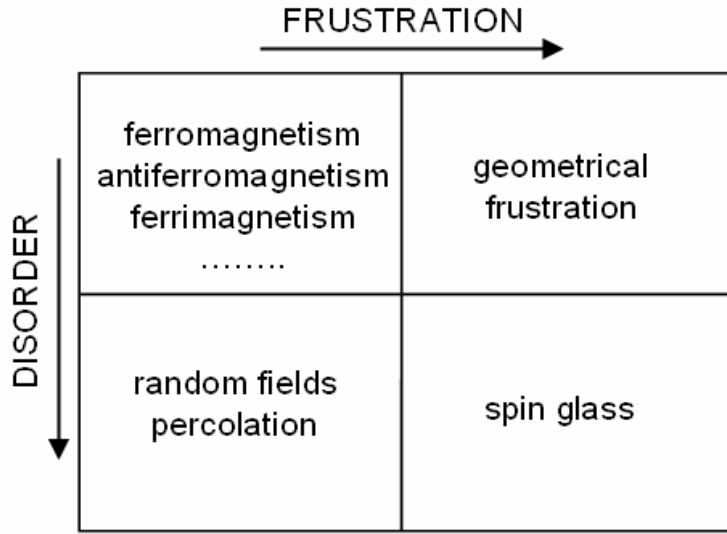 FRUSTRATION
ferromagnetism
antiferromagnetism
ferrimagnetism
........
geometrical
frustration
DISORDER
random fields
percolation
spin glass